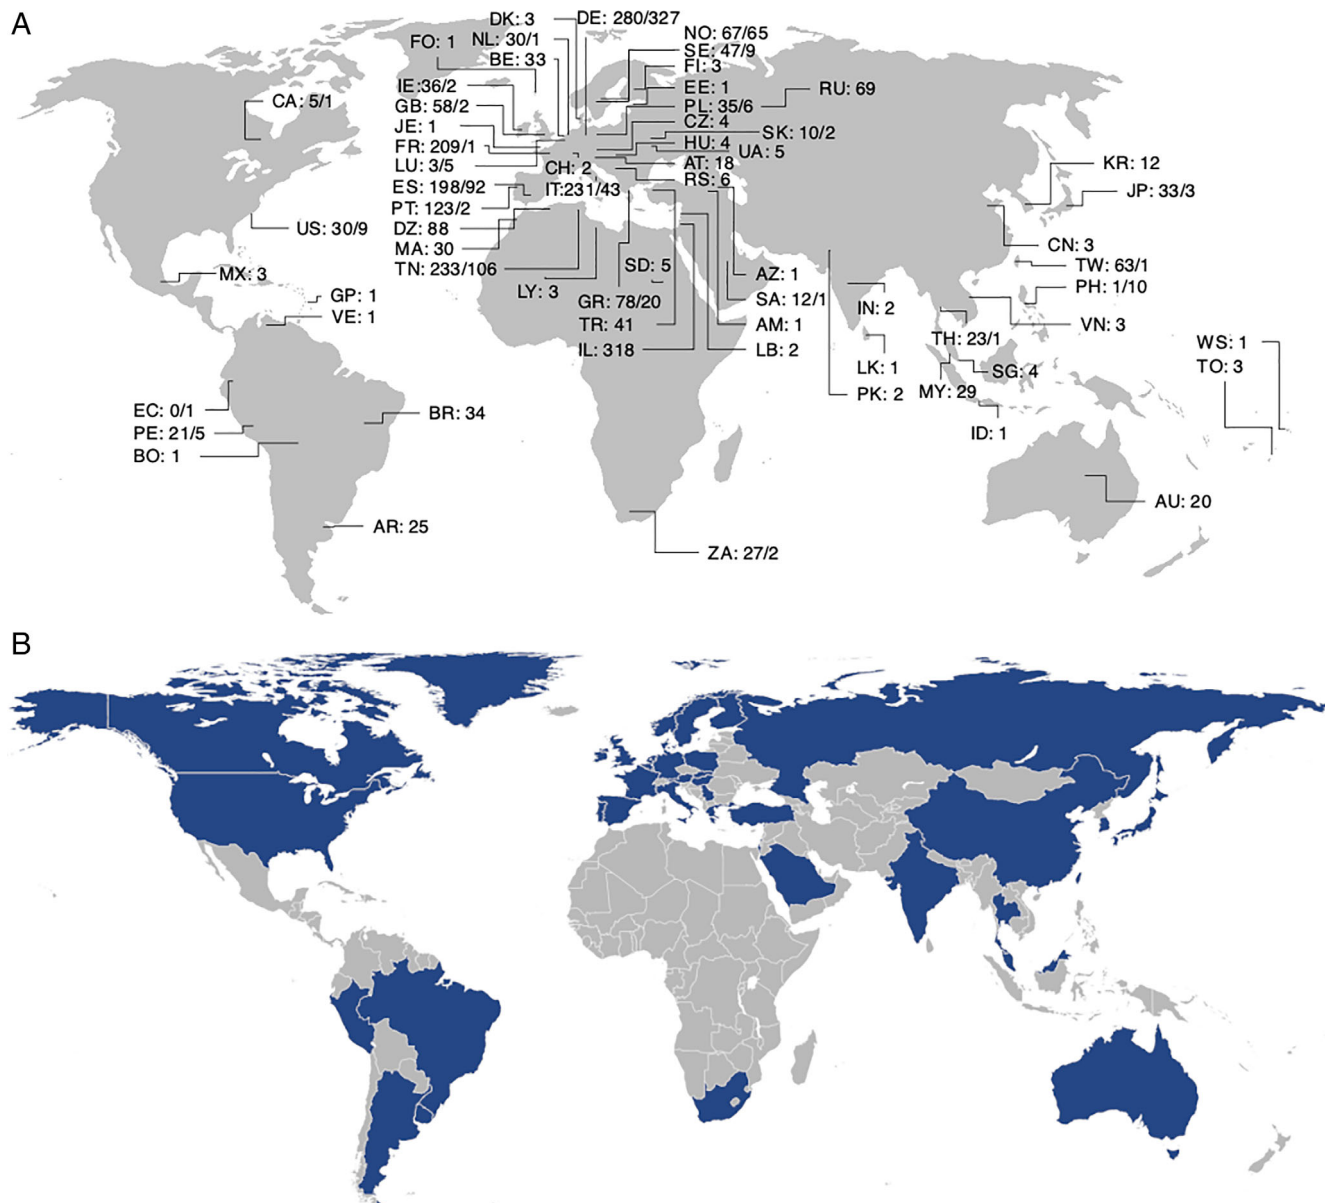 A
DK: 3
DE: 280/327
FO: 1
NL: 30/1
NO: 67/65
SE: 47/9
BE: 33
FI: 3
IE: 36/2
EE: 1
RU: 69
CA: 5/1
GB: 58/2
PL: 35/6
JE: 1
CZ: 4
SK: 10/2
FR: 209/1
HU: 4
UA: 5
LU: 3/5
CH: 2
AT: 18
KR: 12
ES: 198/92
IT:231/43
RS: 6
JP: 33/3
PT: 123/2
US: 30/9
DZ: 88
MA: 30
CN: 3
TN: 233/106
SD: 5
TW: 63/1
MX: 3
AZ: 1
PH: 1/10
LY: 3
GP: 1
GR: 78/20
SA: 12/1
IN: 2
VE: 1
TR: 41
AM: 1
VN: 3
IL: 318
LB: 2
TH: 23/1
WS: 1
LK: 1
SG: 4
TO: 3
PK: 2
MY: 29
EC: 0/1
BR: 34
PE: 21/5
ID: 1
BO: 1
AU: 20
AR: 25
ZA: 27/2
B